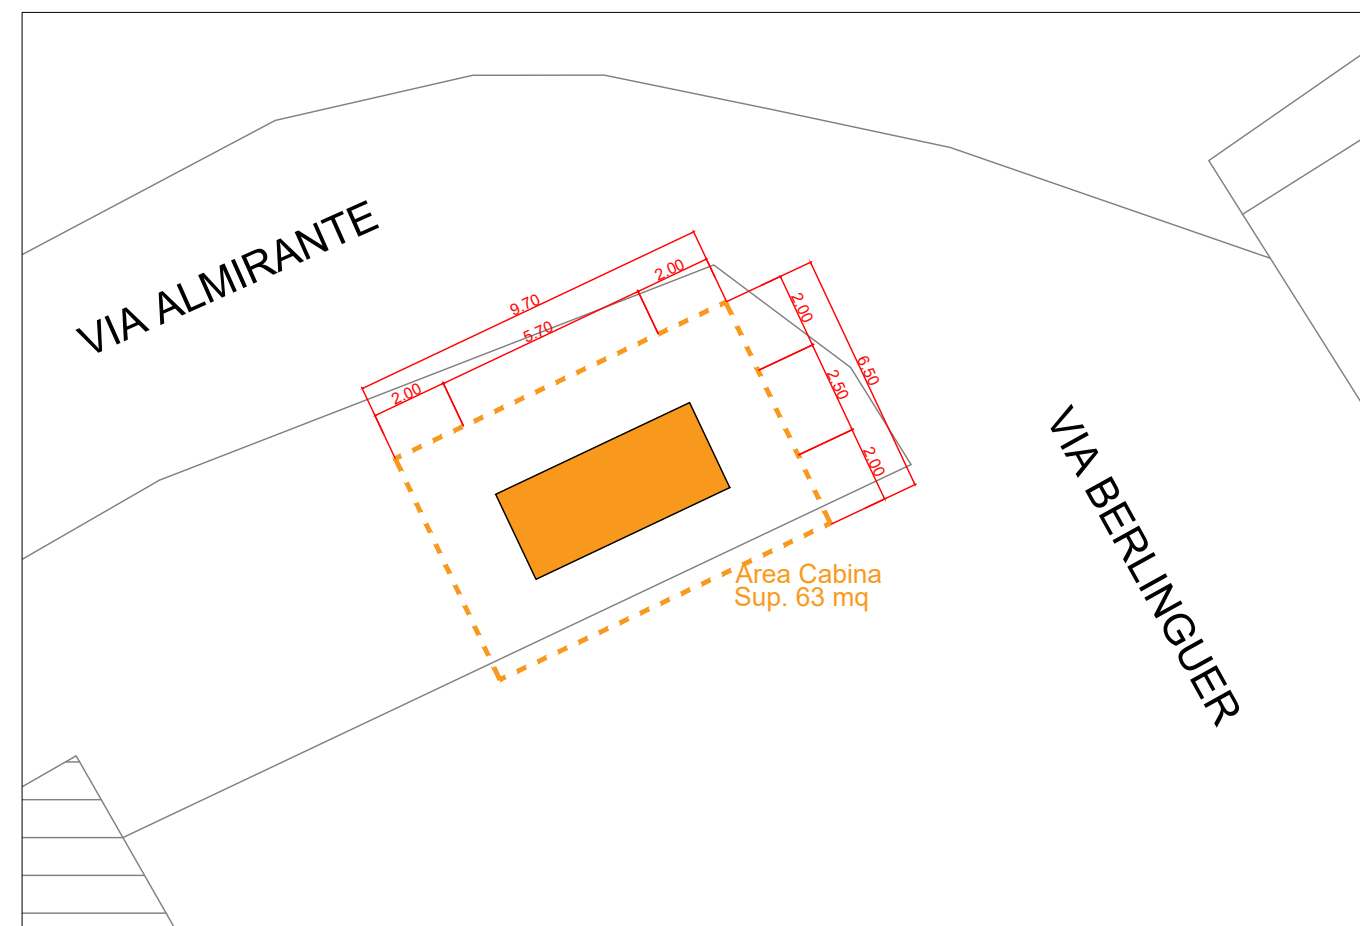 VIA ALMIRANTE
9.70
2.00
5.70
2.00
2.00
2.50
6.50
2.00
VIA BERLINGUER
Area Cabina
Sup. 63 mq